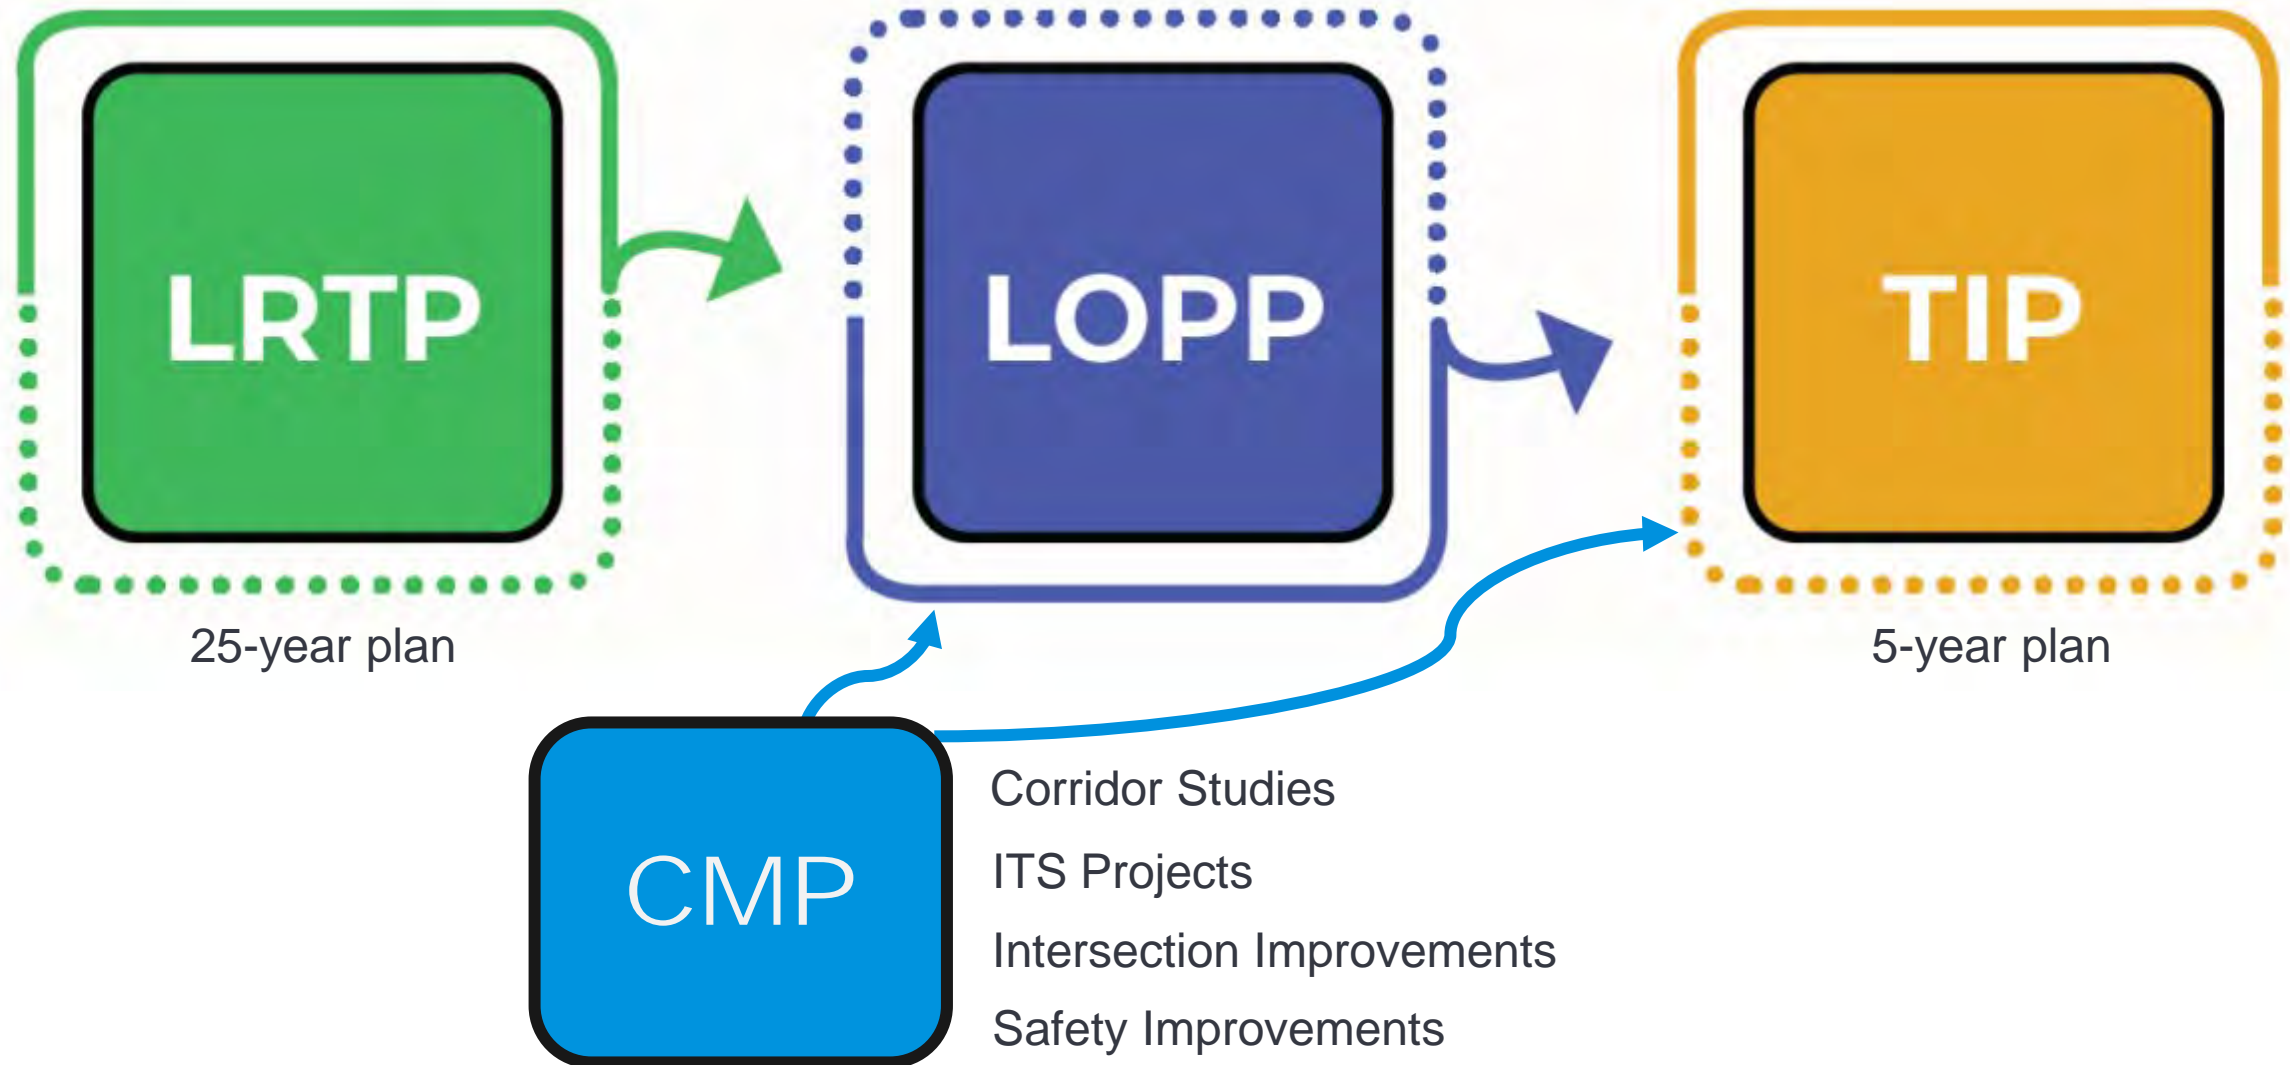 LRTP
LOPP
TIP
25-year plan
5-year plan
CMP
Corridor Studies
ITS Projects
Intersection Improvements
Safety Improvements